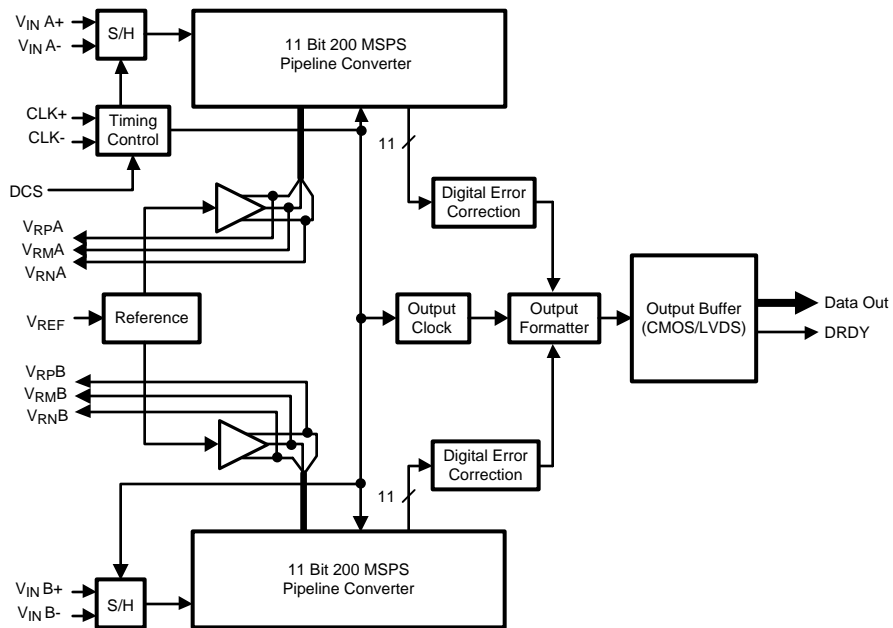 VIN A+
VIN A-
S/H
11 Bit 200 MSPS
Pipeline Converter
CLK+
CLK-
Timing
Control
DCS
11
Digital Error
Correction
VRPA
VRMA
VRNA
VREF
Reference
Output
Clock
Output
Formatter
Output Buffer
(CMOS/LVDS)
Data Out
DRDY
VRPB
VRMB
VRNB
Digital Error
Correction
11
11 Bit 200 MSPS
Pipeline Converter
VIN B+
VIN B-
S/H